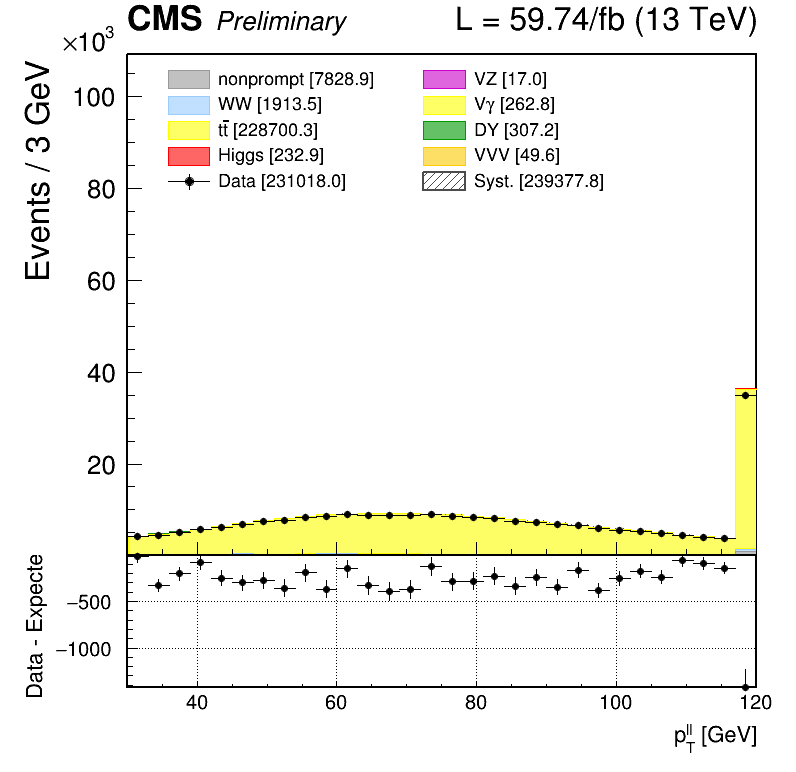 CMS Preliminary L = 59.74/fb (13 TeV)
×10³
Events / 3 GeV
nonprompt [7828.9] VZ [17.0]
WW [1913.5] Vγ [262.8]
tt̄ [228700.3] DY [307.2]
Higgs [232.9] VVV [49.6]
Data [231018.0] Syst. [239377.8]
100
80
60
40
20
Data - Expecte
−500
−1000
40 60 80 100 120
p_T^ll [GeV]